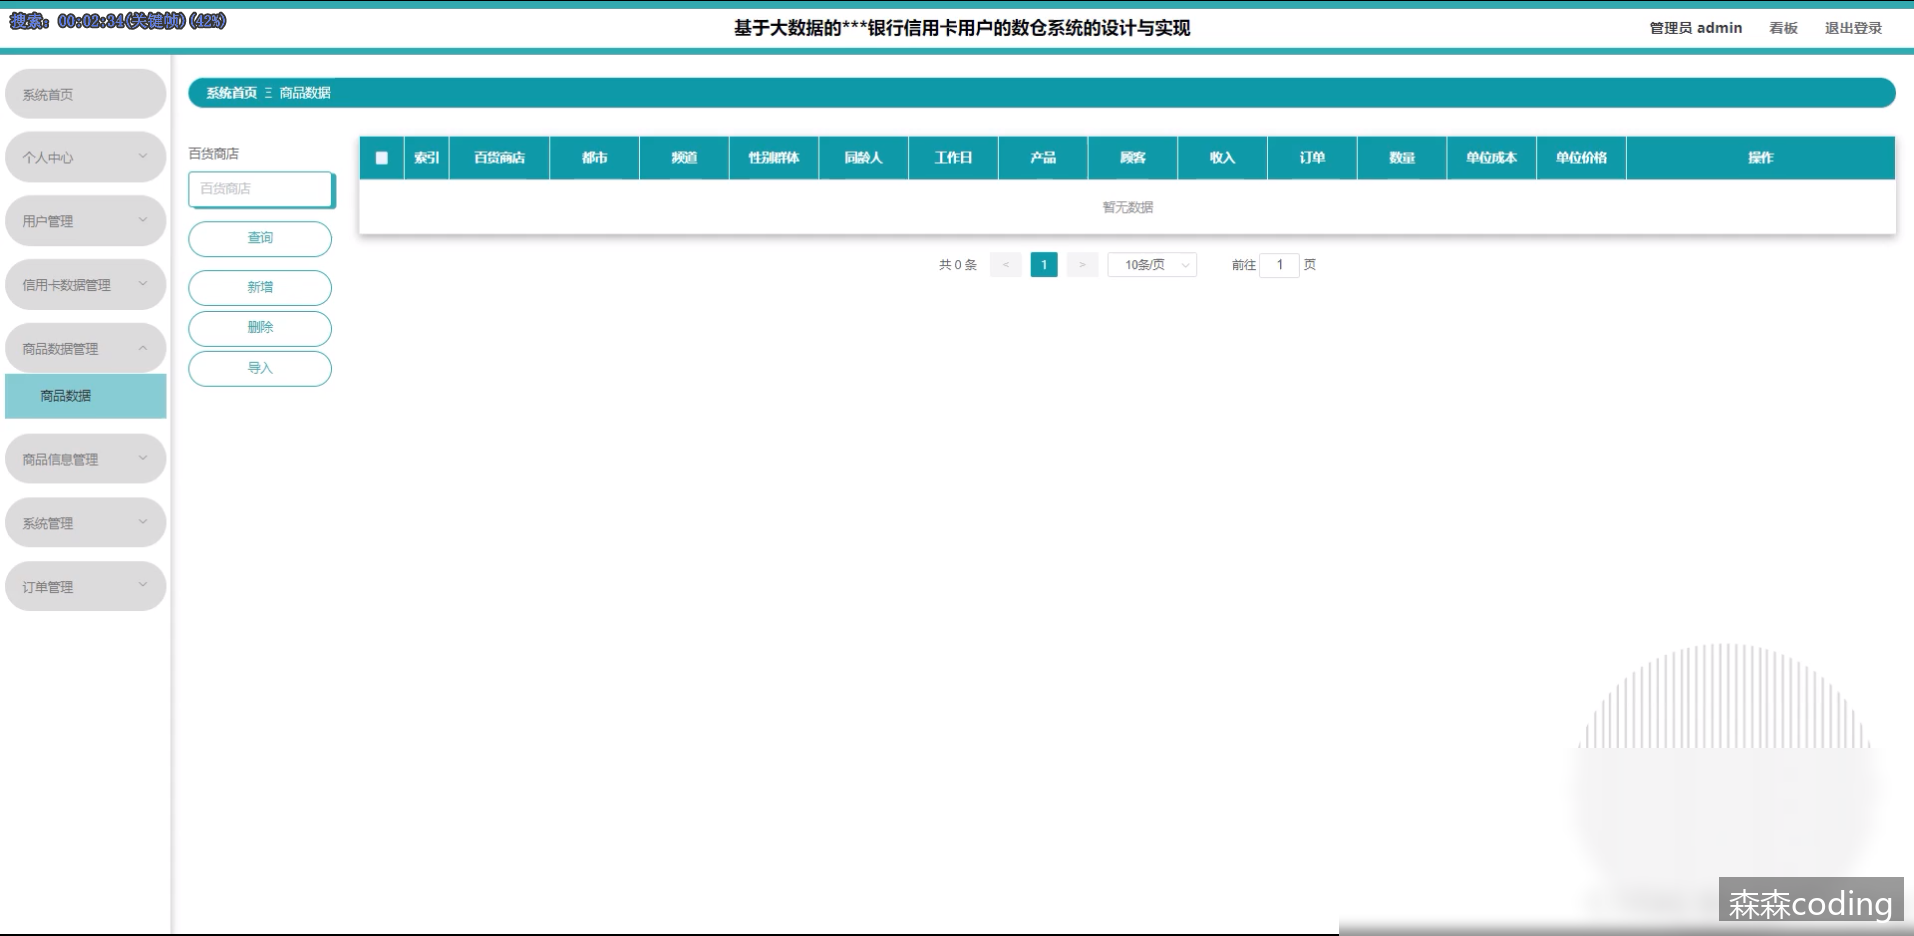 搜索: 00:02:34(关键帧)(42%)
基于大数据的***银行信用卡用户的数仓系统的设计与实现
管理员 admin 看板 退出登录
系统首页
个人中心
用户管理
信用卡数据管理
商品数据管理
商品数据
商品信息管理
系统管理
订单管理
系统首页 Ξ 商品数据
百货商店
百货商店
查询
新增
删除
导入
索引 百货商店 都市 频道 性别群体 同龄人 工作日 产品 顾客 收入 订单 数量 单位成本 单位价格 操作
暂无数据
共 0 条 < 1 > 10条/页 前往 1 页
森森coding